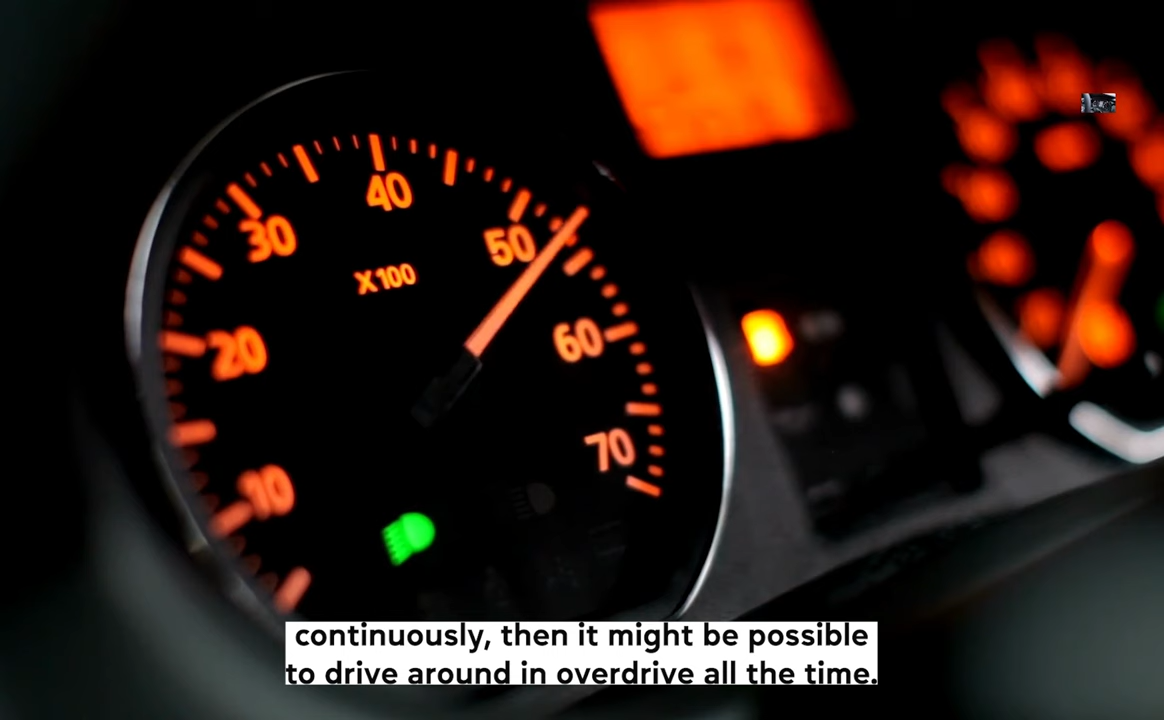 40
30
50
X100
60
20
70
10
continuously, then it might be possible
to drive around in overdrive all the time.